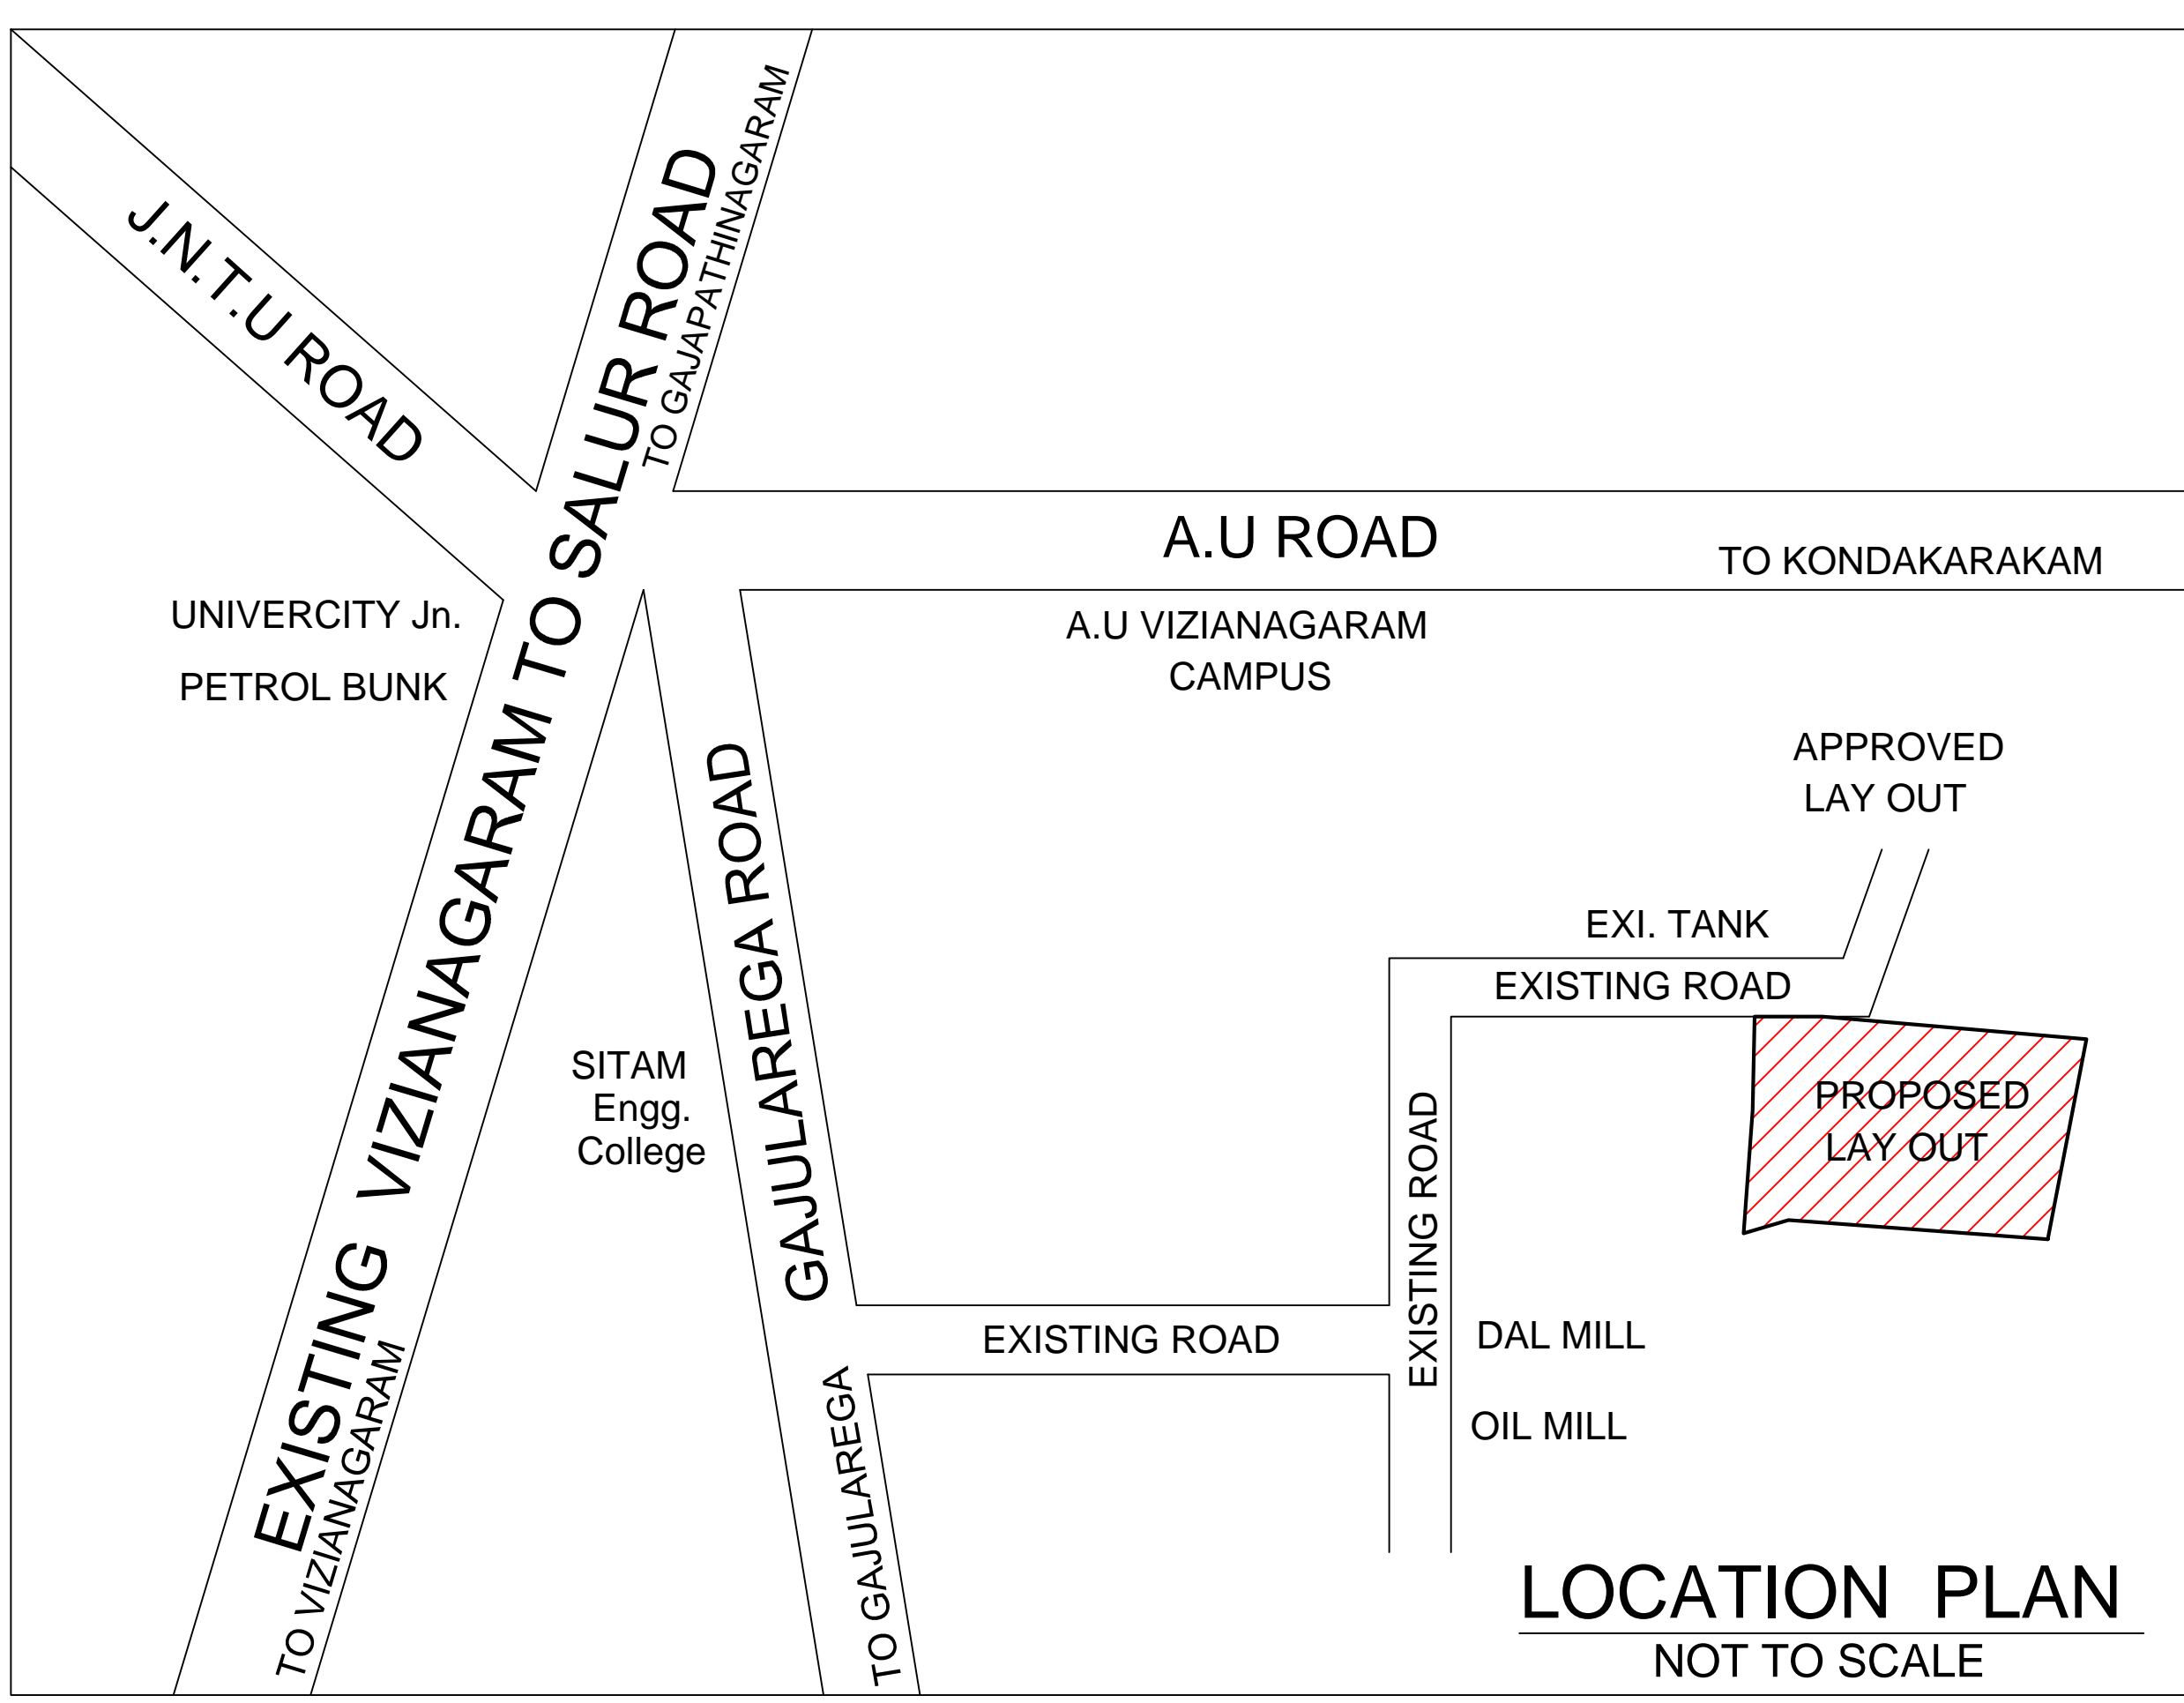 J.N.T.U ROAD
EXISTING VIZIANAGARAM TO SALUR ROAD
TO GAJAPATHINAGARAM
A.U ROAD
TO KONDAKARAKAM
UNIVERCITY Jn.
PETROL BUNK
A.U VIZIANAGARAM
CAMPUS
APPROVED
LAY OUT
GAJULAREGA ROAD
EXI. TANK
EXISTING ROAD
SITAM
Engg.
College
PROPOSED
LAY OUT
EXISTING ROAD
EXISTING ROAD
DAL MILL
OIL MILL
TO VIZIANAGARAM
TO GAJULAREGA
LOCATION PLAN
NOT TO SCALE